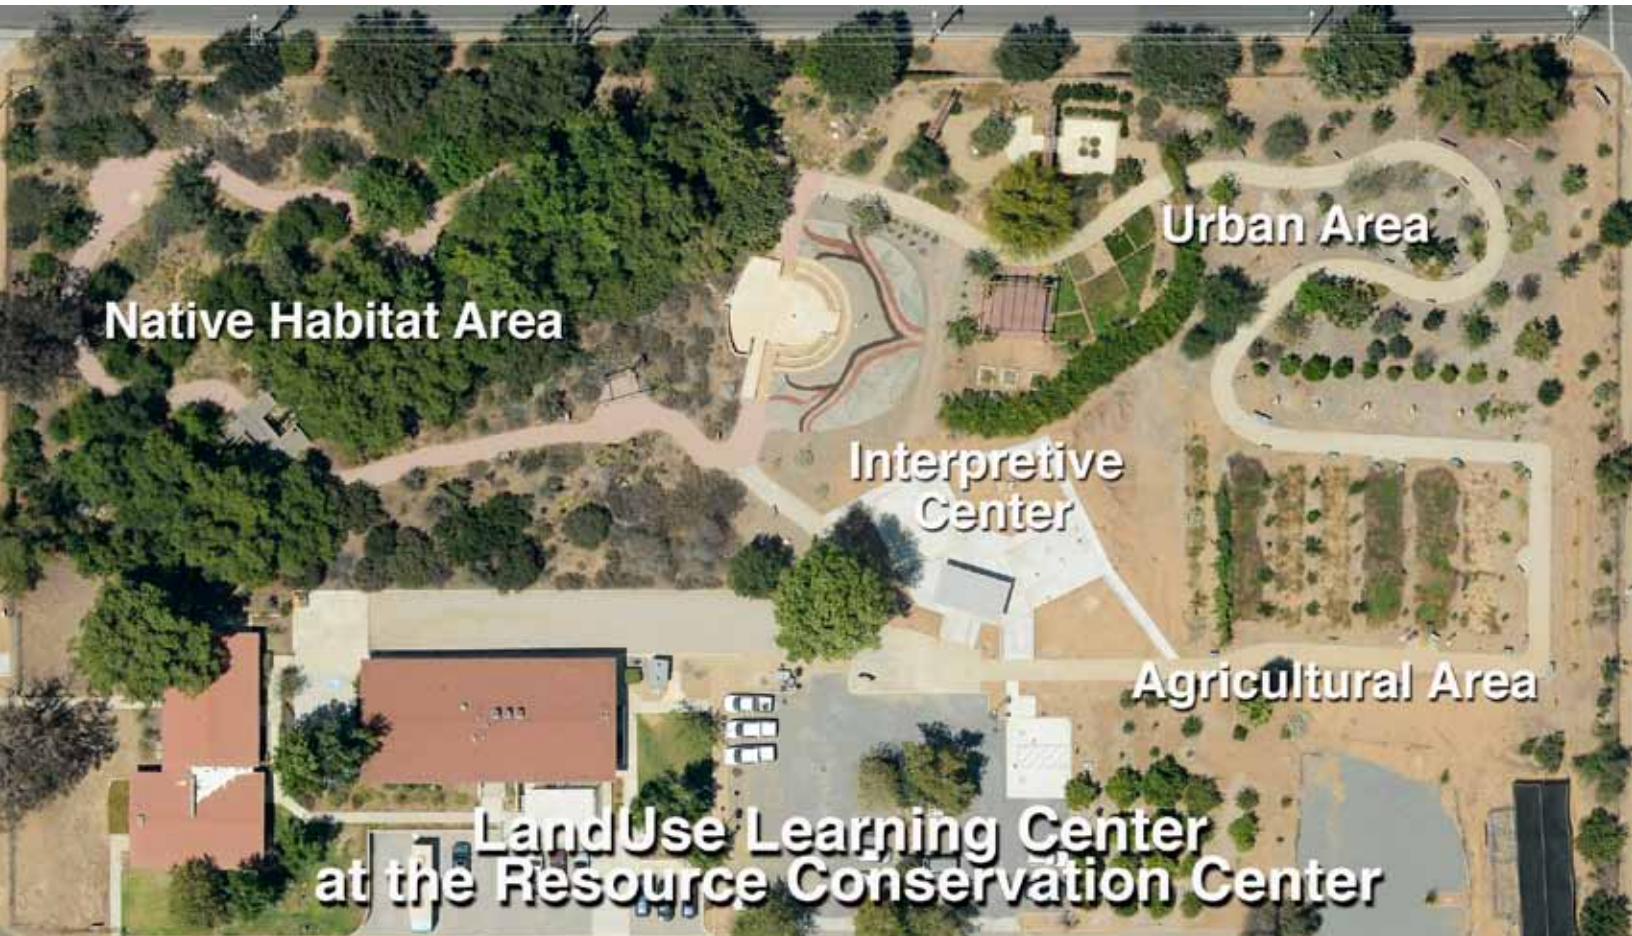 Urban Area
Native Habitat Area
Interpretive
Center
Agricultural Area
LandUse Learning Center
at the Resource Conservation Center